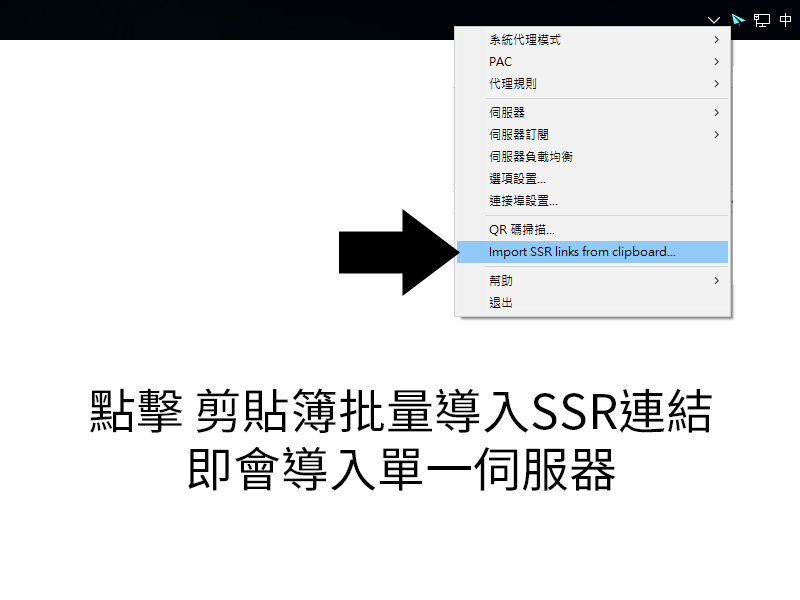 中
系統代理模式
PAC
代理規則
伺服器
伺服器訂閱
伺服器負載均衡
選項設置...
連接埠設置...
QR 碼掃描...
Import SSR links from clipboard...
幫助
退出
點擊 剪貼簿批量導入SSR連結
即會導入單一伺服器